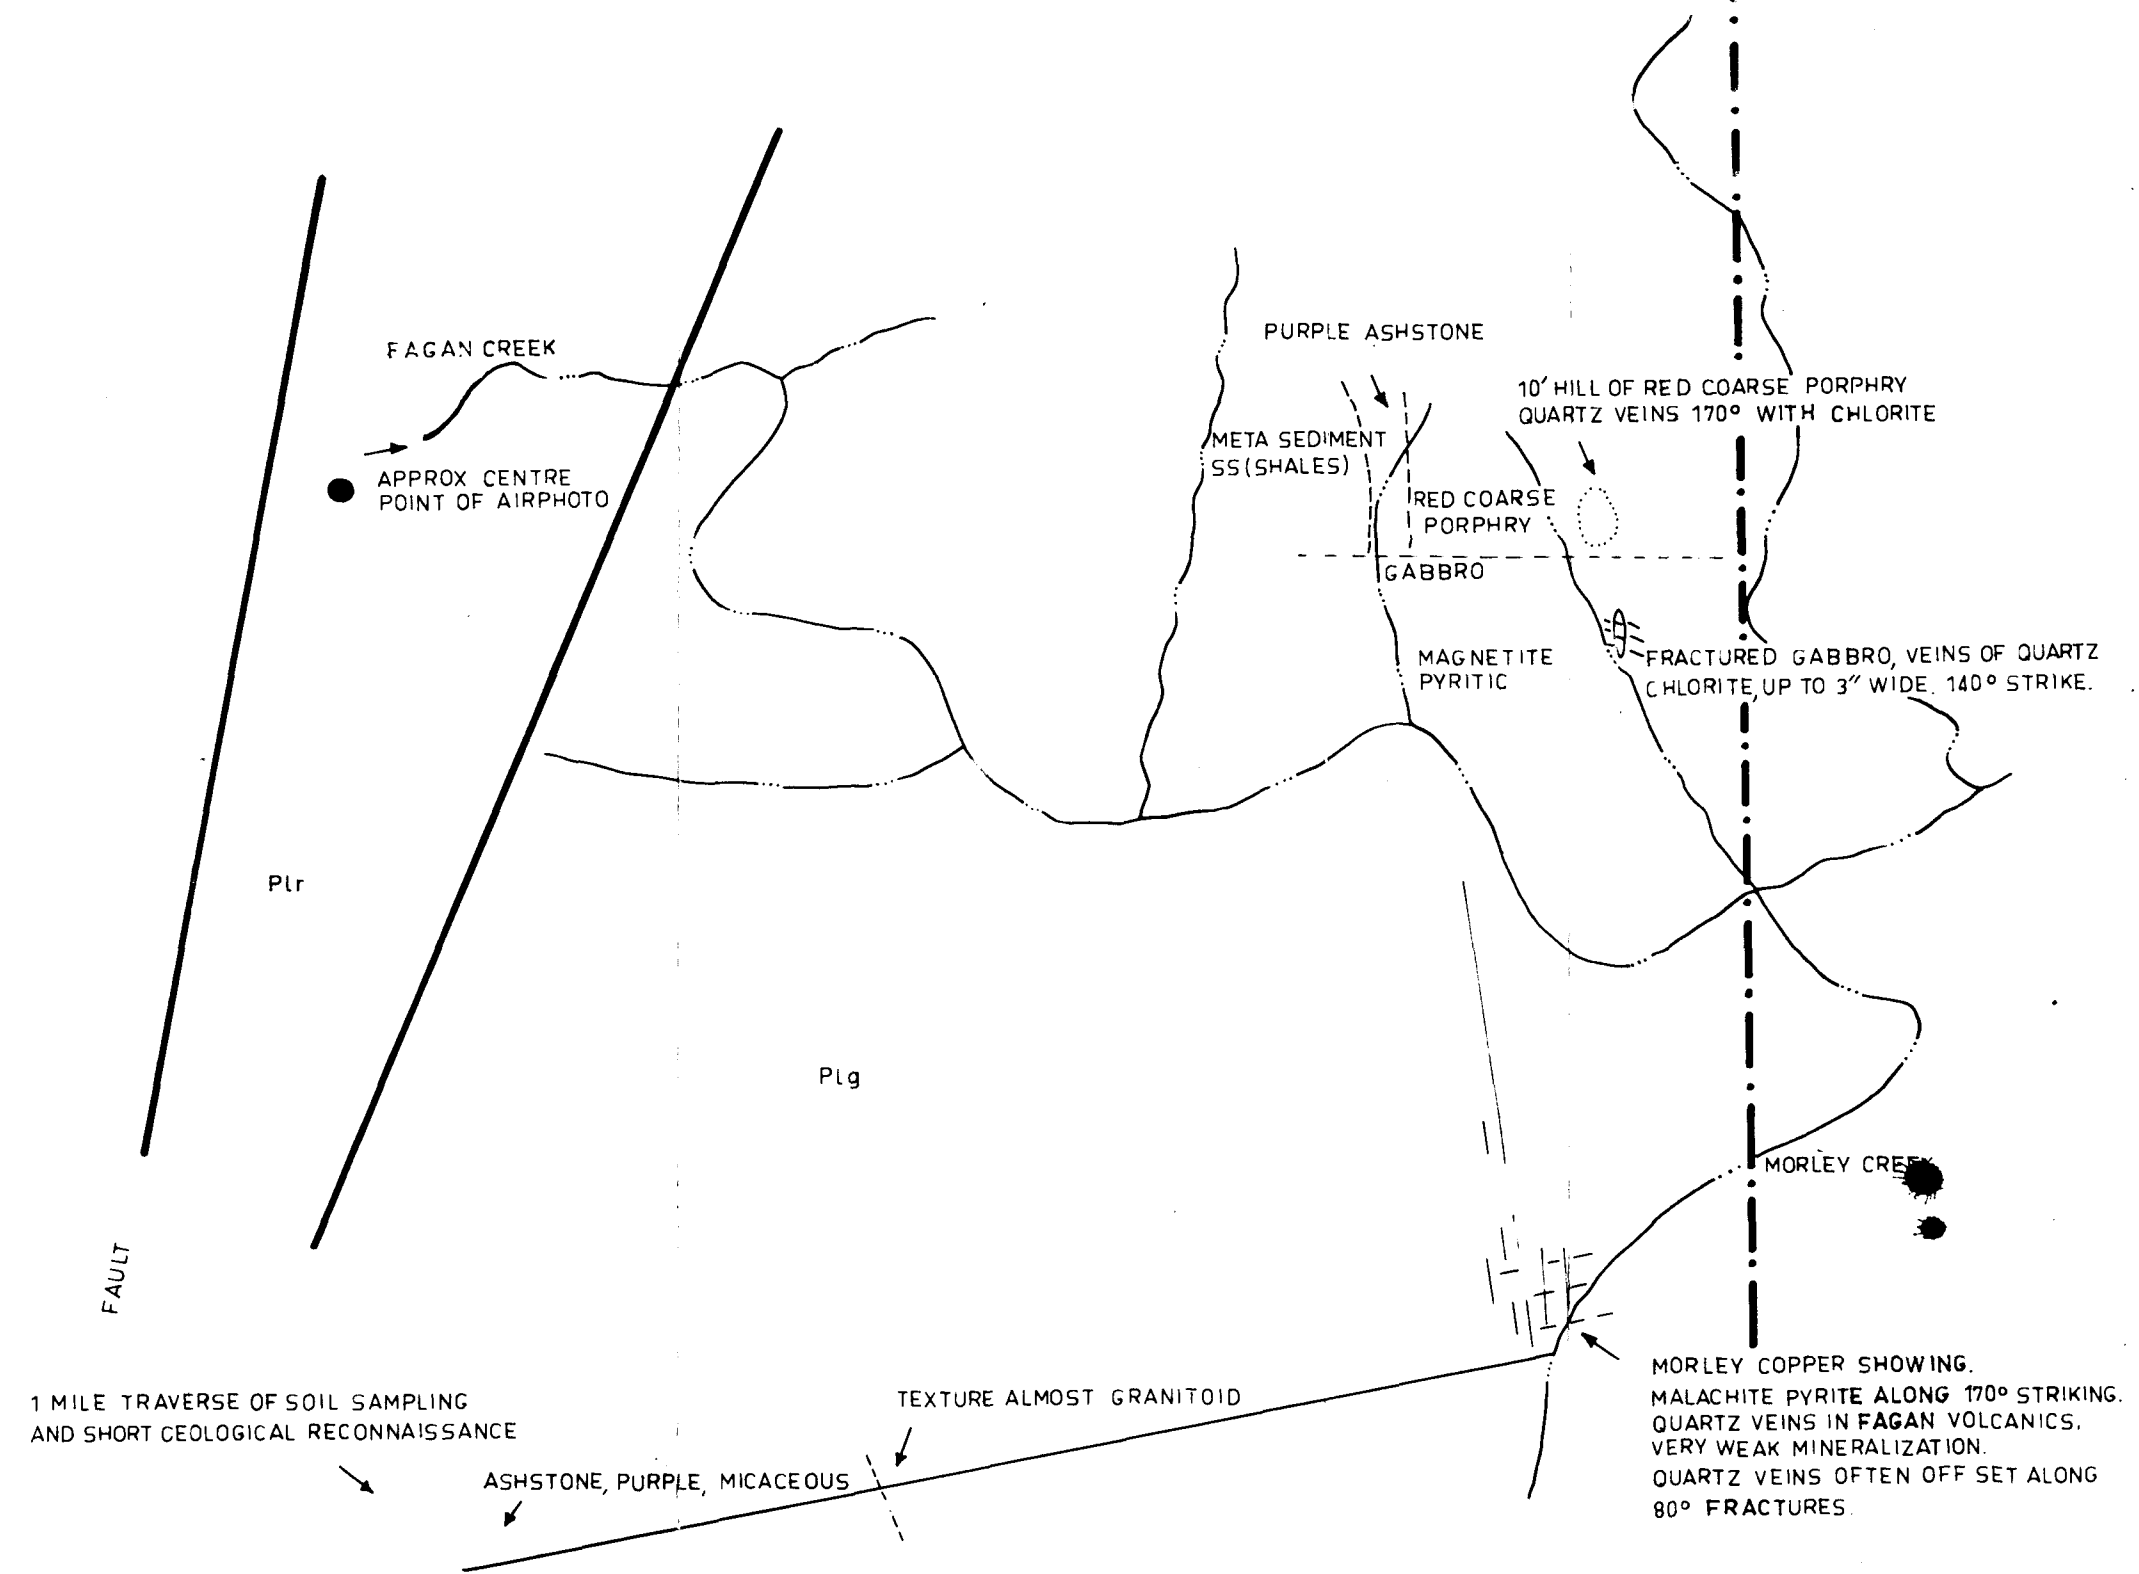 PURPLE ASHSTONE
FAGAN CREEK
10' HILL OF RED COARSE PORPHRY
QUARTZ VEINS 170° WITH CHLORITE
META SEDIMENT
SS (SHALES)
APPROX CENTRE
POINT OF AIRPHOTO
RED COARSE
PORPHRY
GABBRO
MAGNETITE
PYRITIC
FRACTURED GABBRO, VEINS OF QUARTZ
CHLORITE, UP TO 3" WIDE. 140° STRIKE.
Plr
Plg
MORLEY CREEK
FAULT
MORLEY COPPER SHOWING.
MALACHITE PYRITE ALONG 170° STRIKING.
QUARTZ VEINS IN FAGAN VOLCANICS.
VERY WEAK MINERALIZATION.
QUARTZ VEINS OFTEN OFF SET ALONG
80° FRACTURES.
1 MILE TRAVERSE OF SOIL SAMPLING
AND SHORT CEOLOGICAL RECONNAISSANCE
TEXTURE ALMOST GRANITOID
ASHSTONE, PURPLE, MICACEOUS